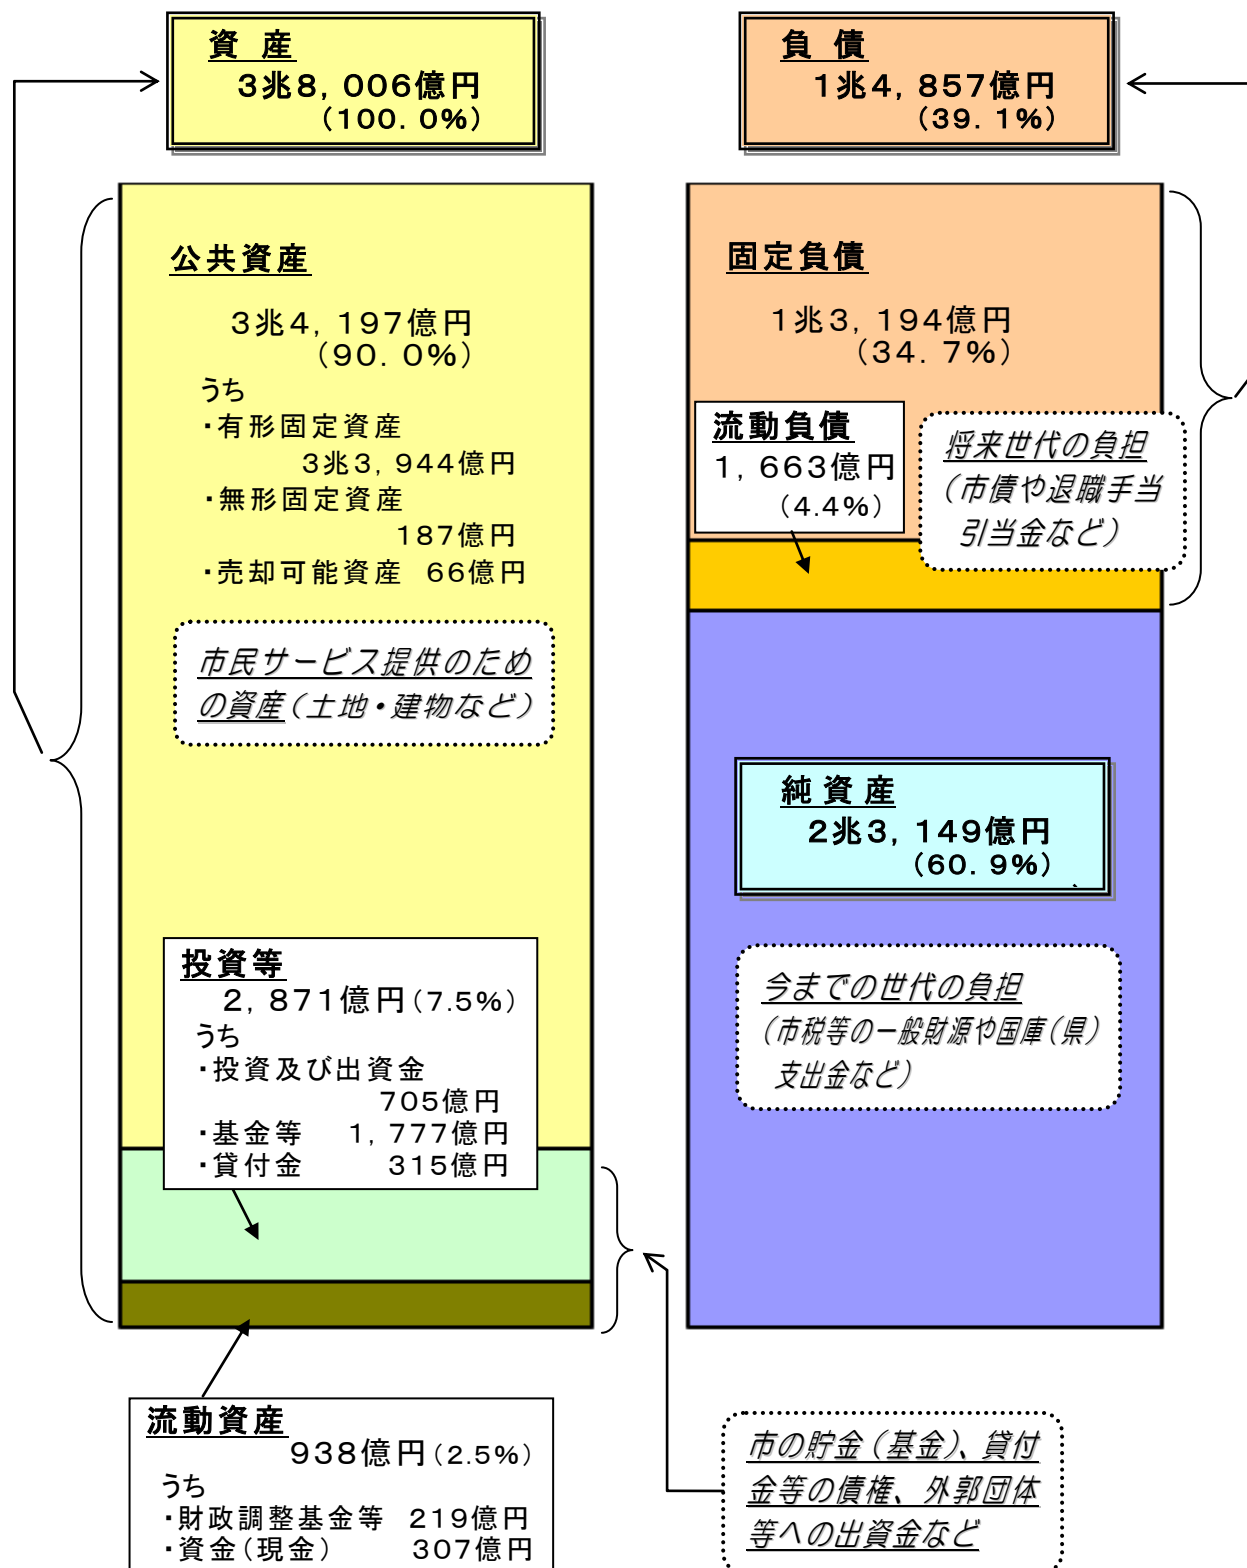 資 産
3兆8,006億円
(100.0%)
負 債
1兆4,857億円
(39.1%)
公共資産
3兆4,197億円
(90.0%)
うち
・有形固定資産
3兆3,944億円
・無形固定資産
187億円
・売却可能資産 66億円
市民サービス提供のため
の資産(土地・建物など)
投資等
2,871億円(7.5%)
うち
・投資及び出資金
705億円
・基金等 1,777億円
・貸付金 315億円
流動資産
938億円(2.5%)
うち
・財政調整基金等 219億円
・資金(現金) 307億円
固定負債
1兆3,194億円
(34.7%)
流動負債
1,663億円
(4.4%)
将来世代の負担
(市債や退職手当
引当金など)
純資産
2兆3,149億円
(60.9%)
、
今までの世代の負担
(市税等の一般財源や国庫(県)
支出金など)
市の貯金(基金)、貸付
金等の債権、外郭団体
等への出資金など